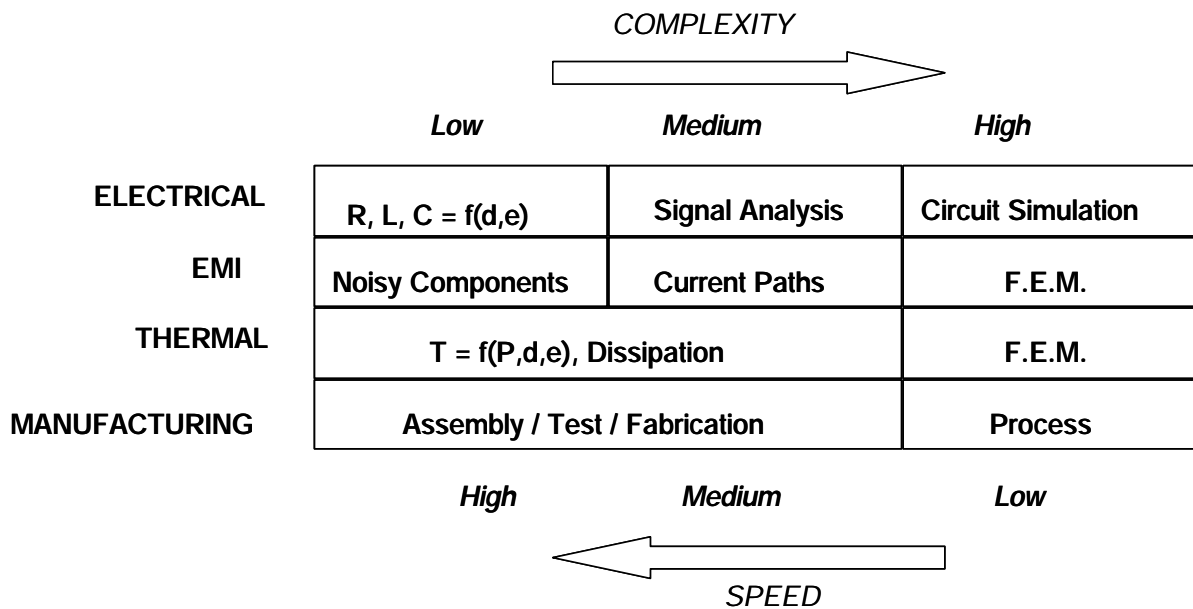 COMPLEXITY
Low Medium High
ELECTRICAL R, L, C = f(d,e) Signal Analysis Circuit Simulation
EMI Noisy Components Current Paths F.E.M.
THERMAL T = f(P,d,e), Dissipation F.E.M.
MANUFACTURING Assembly / Test / Fabrication Process
High Medium Low
SPEED